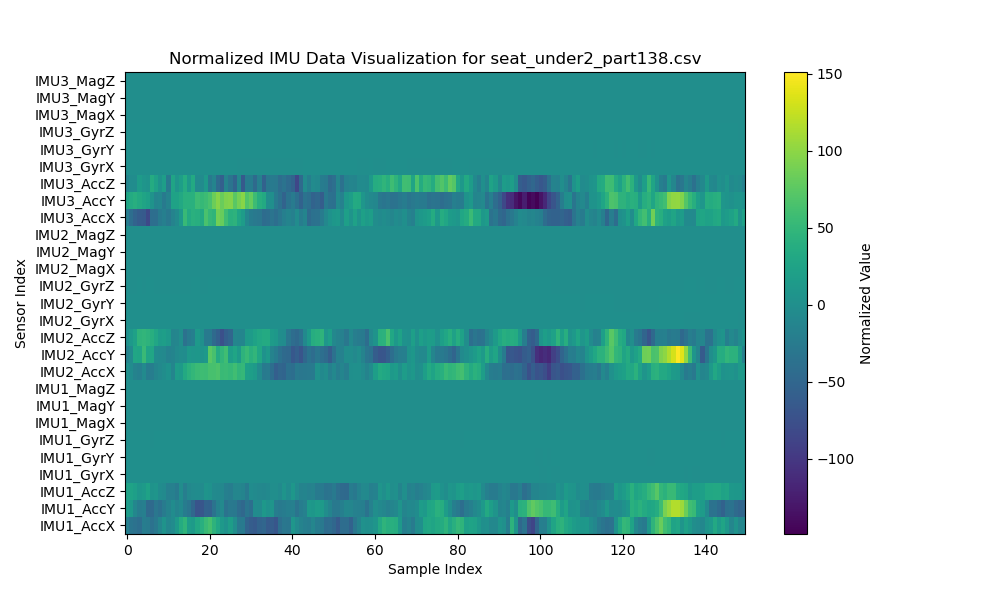 Normalized IMU Data Visualization for seat_under2_part138.csv
IMU3_MagZ
IMU3_MagY
IMU3_MagX
IMU3_GyrZ
IMU3_GyrY
IMU3_GyrX
IMU3_AccZ
IMU3_AccY
IMU3_AccX
IMU2_MagZ
IMU2_MagY
IMU2_MagX
IMU2_GyrZ
IMU2_GyrY
IMU2_GyrX
IMU2_AccZ
IMU2_AccY
IMU2_AccX
IMU1_MagZ
IMU1_MagY
IMU1_MagX
IMU1_GyrZ
IMU1_GyrY
IMU1_GyrX
IMU1_AccZ
IMU1_AccY
IMU1_AccX
Sensor Index
0 20 40 60 80 100 120 140
Sample Index
150
100
50
0
−50
−100
Normalized Value